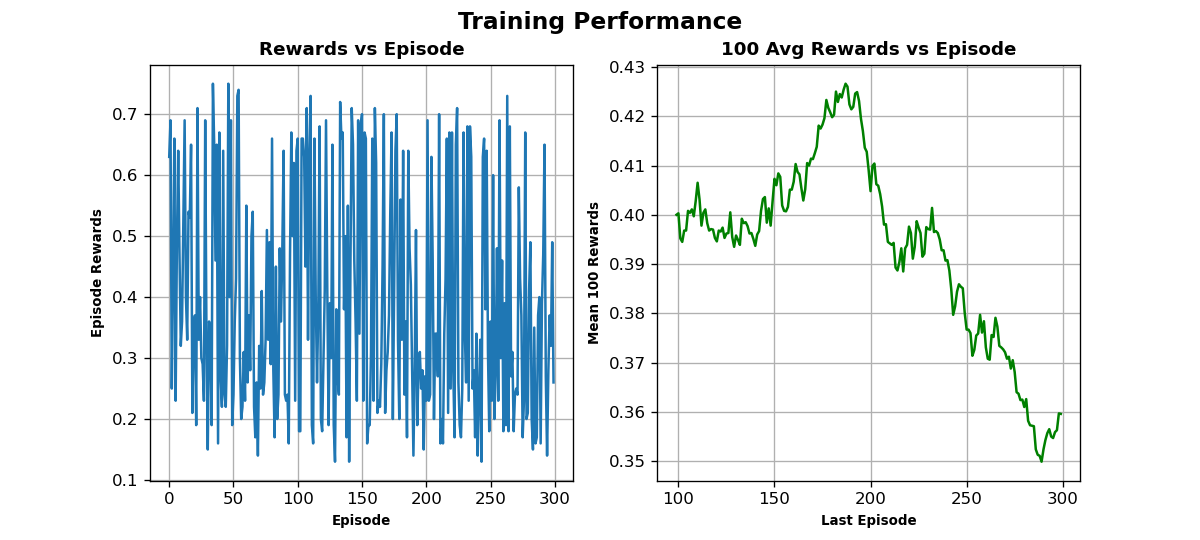 Training Performance
Rewards vs Episode
Episode Rewards
0.7
0.6
0.5
0.4
0.3
0.2
0.1
0 50 100 150 200 250 300
Episode
100 Avg Rewards vs Episode
Mean 100 Rewards
0.43
0.42
0.41
0.40
0.39
0.38
0.37
0.36
0.35
100 150 200 250 300
Last Episode